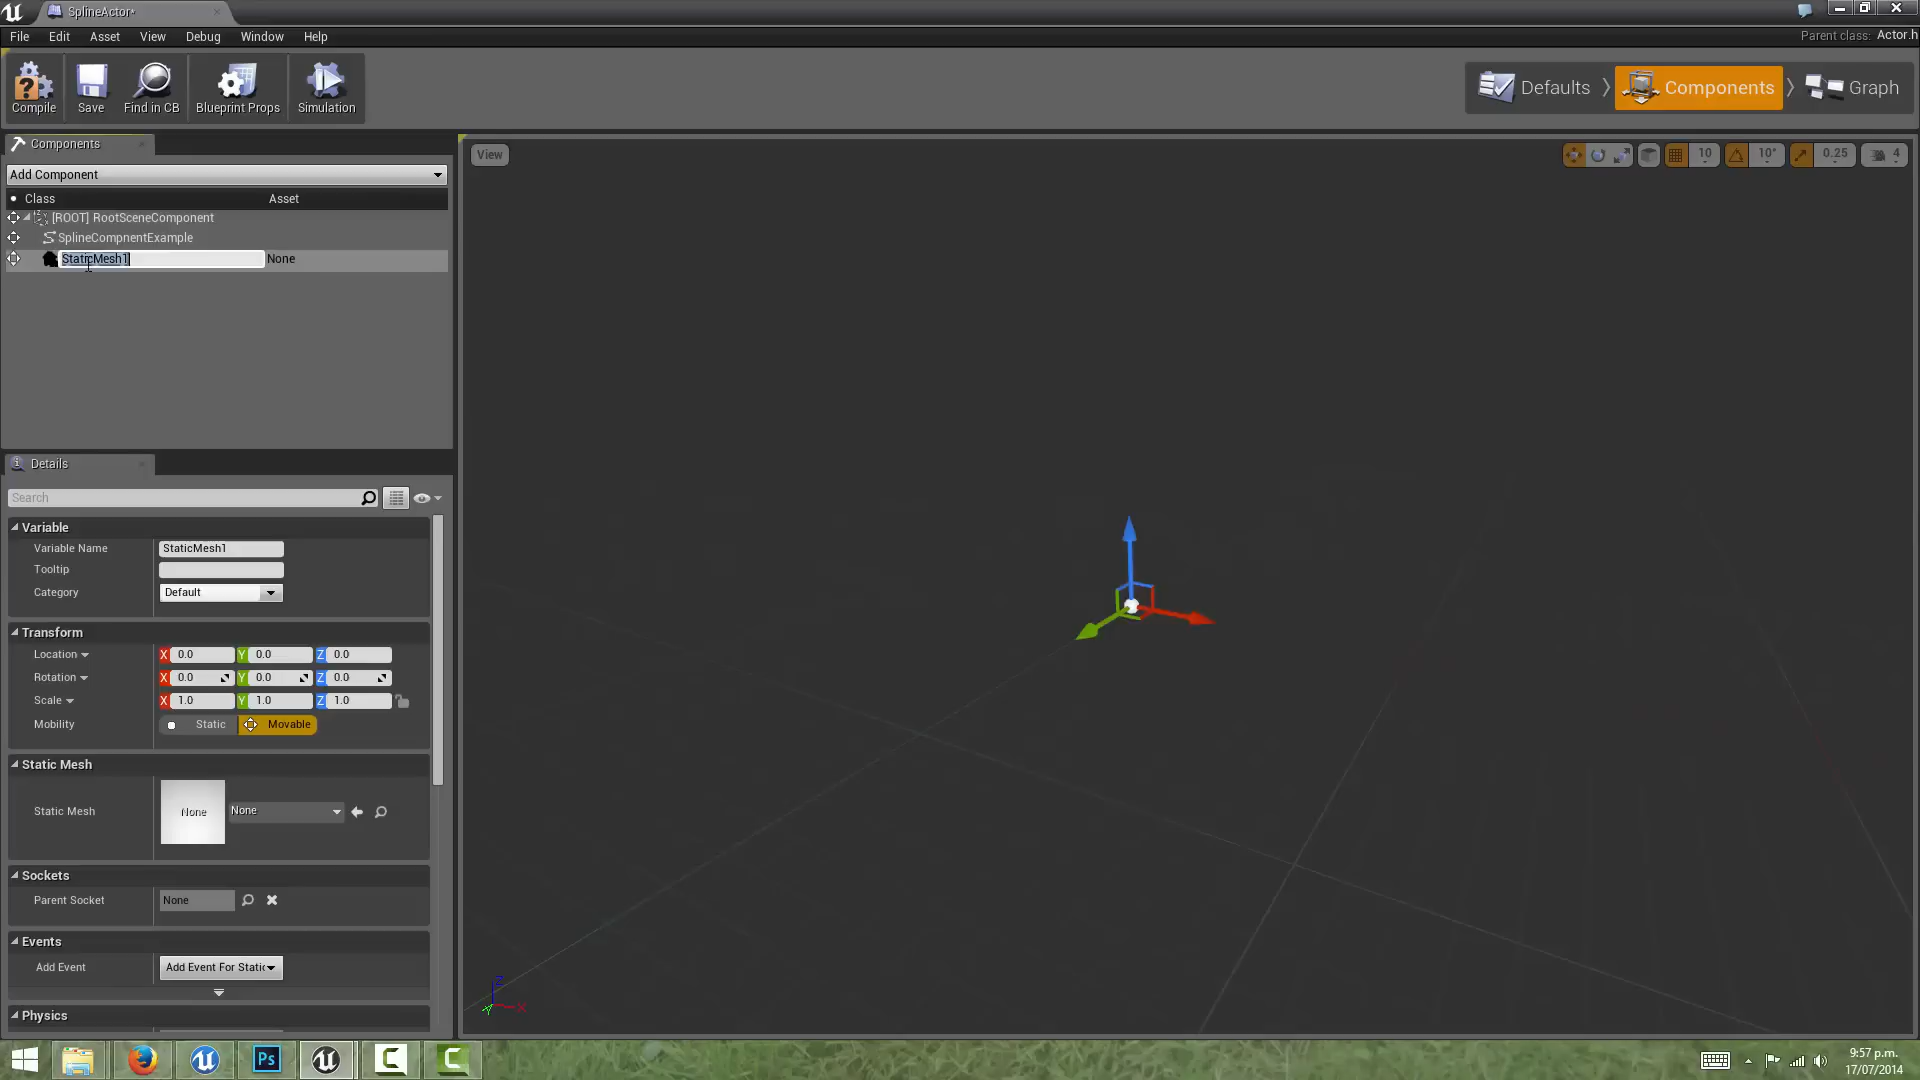 SplineActor*
File Edit Asset View Debug Window Help
Parent class: Actor.h
Compile Save Find in CB Blueprint Props Simulation
Defaults Components Graph
Components
Add Component
Class Asset
[ROOT] RootSceneComponent
SplineCompnentExample
StaticMesh1 None
View
10 10° 0.25 4
Details
Search
Variable
Variable Name StaticMesh1
Tooltip
Category Default
Transform
Location X 0.0 Y 0.0 Z 0.0
Rotation X 0.0 Y 0.0 Z 0.0
Scale X 1.0 Y 1.0 Z 1.0
Mobility Static Movable
Static Mesh
Static Mesh None None
Sockets
Parent Socket None
Events
Add Event Add Event For Static
Physics
Z
X
Y
Ps
9:57 p.m.
17/07/2014